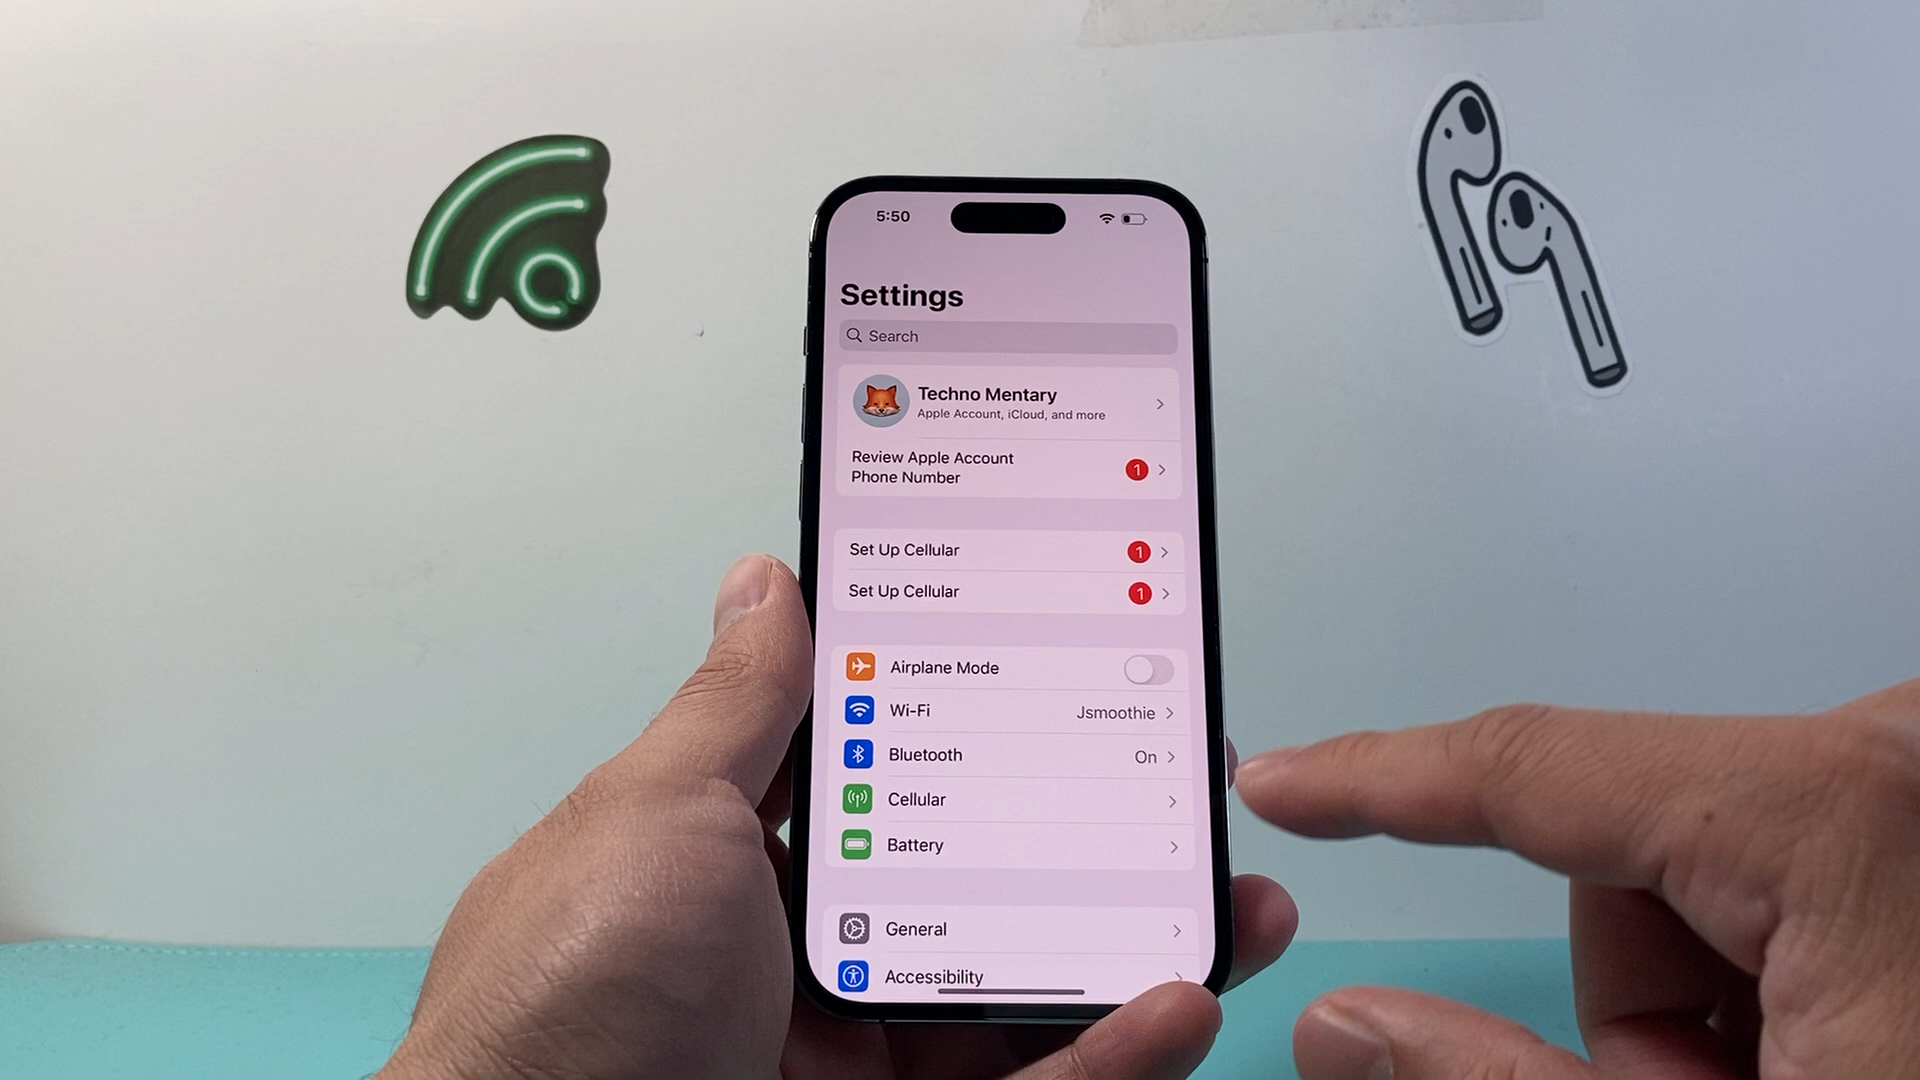 5:50
Settings
Search
Techno Mentary
Apple Account, iCloud, and more
Review Apple Account
Phone Number
1
Set Up Cellular
1
Set Up Cellular
1
Airplane Mode
Wi-Fi
Jsmoothie
Bluetooth
On
Cellular
Battery
General
Accessibility